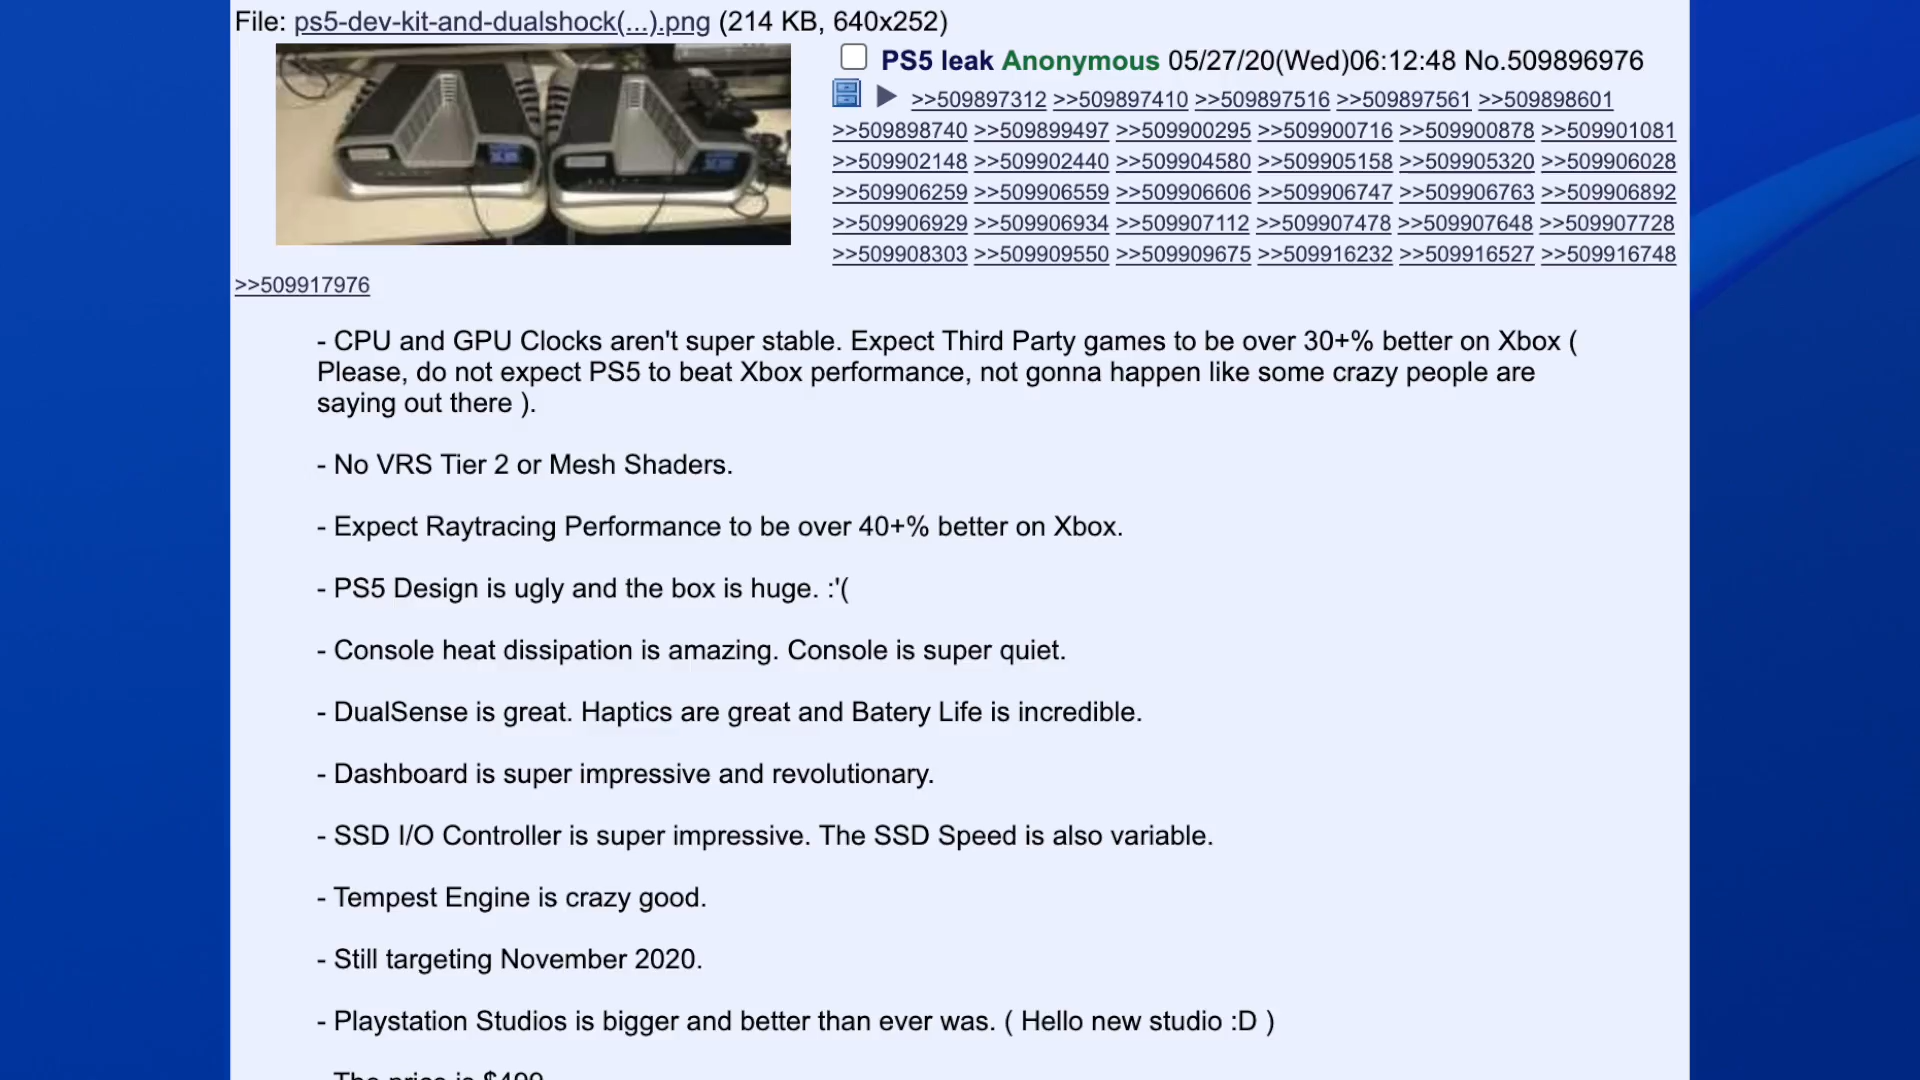 File: ps5-dev-kit-and-dualshock(...).png (214 KB, 640x252)
PS5 leak Anonymous 05/27/20(Wed)06:12:48 No.509896976
>>509897312 >>509897410 >>509897516 >>509897561 >>509898601
>>509898740 >>509899497 >>509900295 >>509900716 >>509900878 >>509901081
>>509902148 >>509902440 >>509904580 >>509905158 >>509905320 >>509906028
>>509906259 >>509906559 >>509906606 >>509906747 >>509906763 >>509906892
>>509906929 >>509906934 >>509907112 >>509907478 >>509907648 >>509907728
>>509908303 >>509909550 >>509909675 >>509916232 >>509916527 >>509916748
>>509917976
- CPU and GPU Clocks aren't super stable. Expect Third Party games to be over 30+% better on Xbox (
Please, do not expect PS5 to beat Xbox performance, not gonna happen like some crazy people are
saying out there ).
- No VRS Tier 2 or Mesh Shaders.
- Expect Raytracing Performance to be over 40+% better on Xbox.
- PS5 Design is ugly and the box is huge. :'(
- Console heat dissipation is amazing. Console is super quiet.
- DualSense is great. Haptics are great and Batery Life is incredible.
- Dashboard is super impressive and revolutionary.
- SSD I/O Controller is super impressive. The SSD Speed is also variable.
- Tempest Engine is crazy good.
- Still targeting November 2020.
- Playstation Studios is bigger and better than ever was. ( Hello new studio :D )
The price is $499